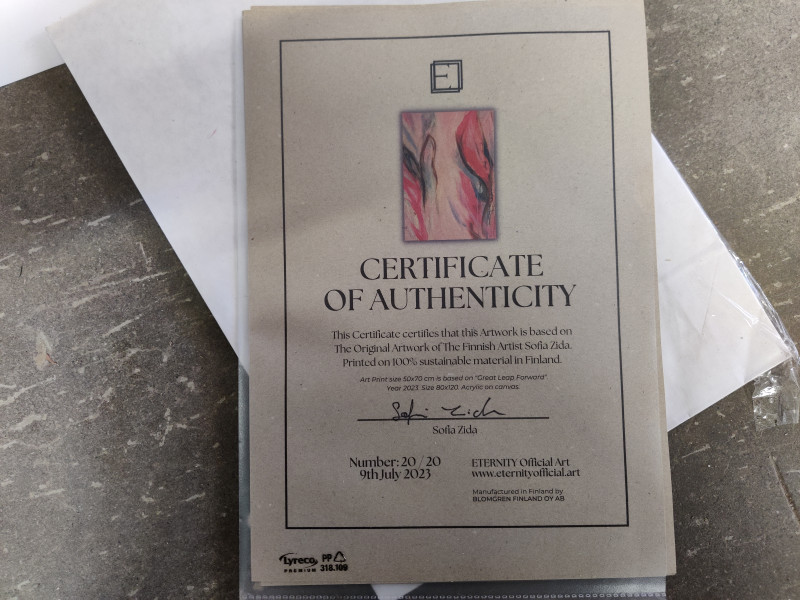 E
CERTIFICATE
OF AUTHENTICITY
This Certificate certifies that this Artwork is based on
The Original Artwork of The Finnish Artist Sofia Zida.
Printed on 100% sustainable material in Finland.
Art Print size 50x70 cm is based on "Great Leap Forward"
Year 2023. Size 80x120. Acrylic on canvas.
Sofi Zida
Sofia Zida
Number: 20 / 20
9th July 2023
ETERNITY Official Art
www.eternityofficial.art
Manufactured in Finland by
BLOMGREN FINLAND OY AB
Lyreco PP
PREMIUM 318.109